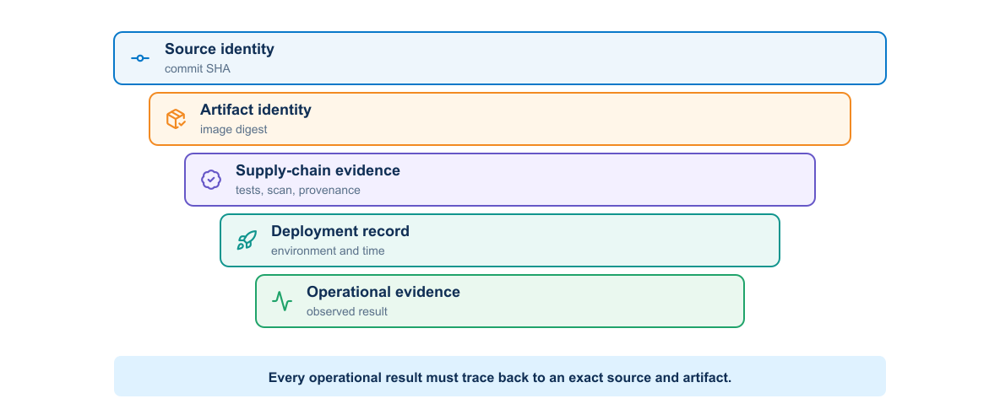 Source identity
commit SHA
Artifact identity
image digest
Supply-chain evidence
tests, scan, provenance
Deployment record
environment and time
Operational evidence
observed result
Every operational result must trace back to an exact source and artifact.